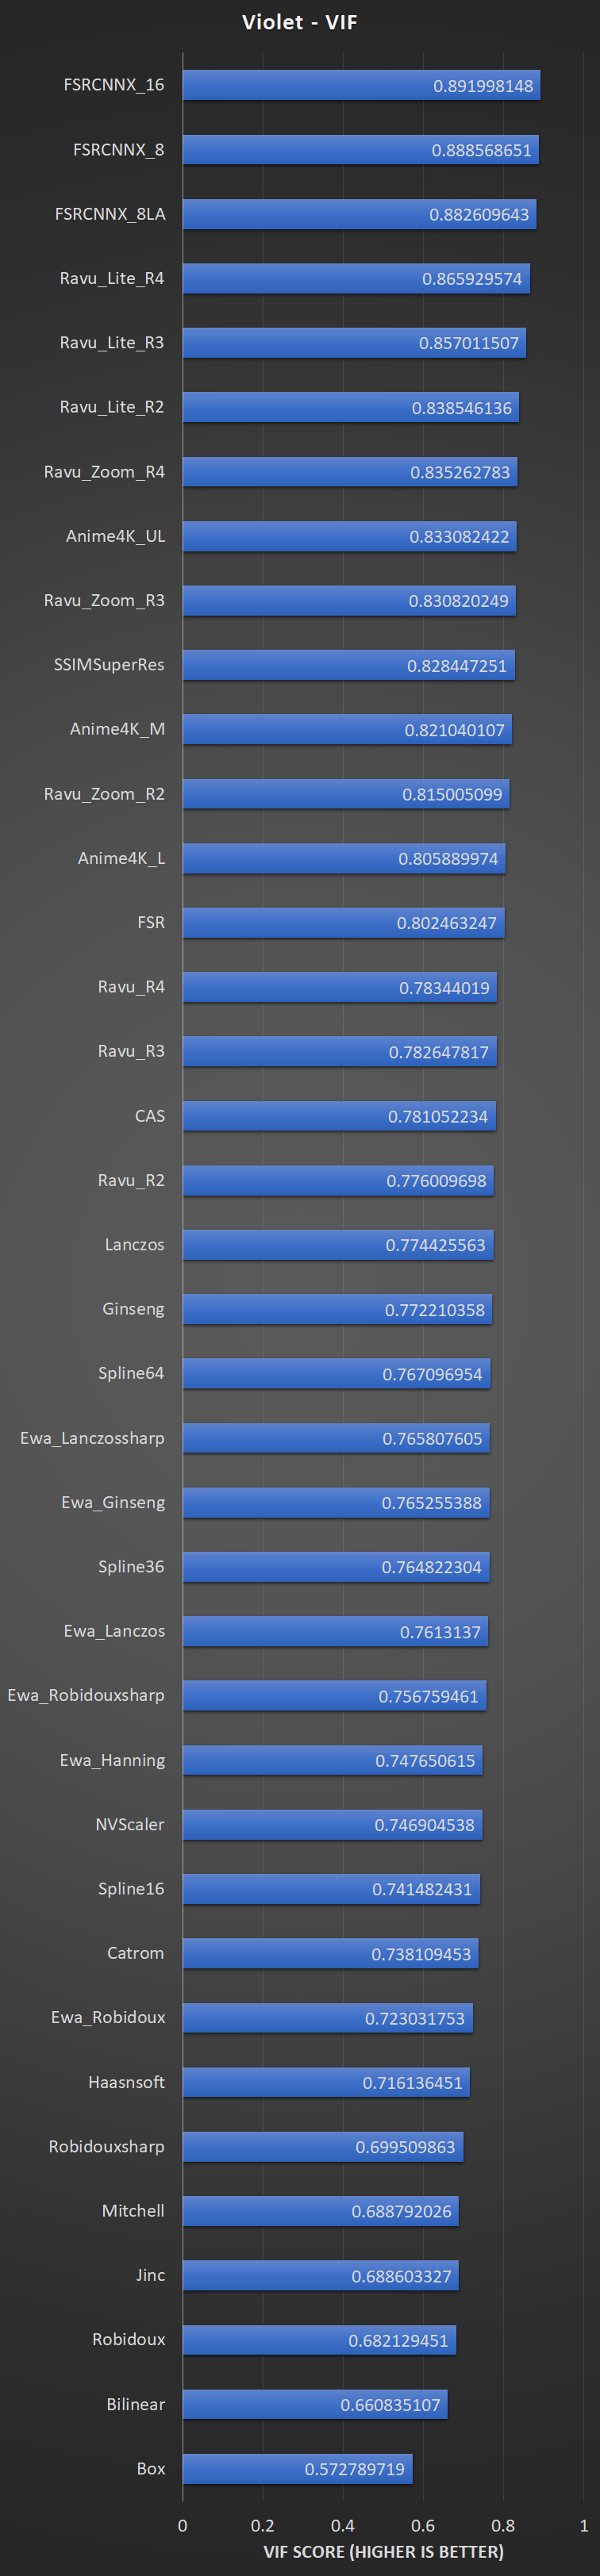 Violet - VIF
FSRCNNX_16 0.891998148
FSRCNNX_8 0.888568651
FSRCNNX_8LA 0.882609643
Ravu_Lite_R4 0.865929574
Ravu_Lite_R3 0.857011507
Ravu_Lite_R2 0.838546136
Ravu_Zoom_R4 0.835262783
Anime4K_UL 0.833082422
Ravu_Zoom_R3 0.830820249
SSIMSuperRes 0.828447251
Anime4K_M 0.821040107
Ravu_Zoom_R2 0.815005099
Anime4K_L 0.805889974
FSR 0.802463247
Ravu_R4 0.78344019
Ravu_R3 0.782647817
CAS 0.781052234
Ravu_R2 0.776009698
Lanczos 0.774425563
Ginseng 0.772210358
Spline64 0.767096954
Ewa_Lanczossharp 0.765807605
Ewa_Ginseng 0.765255388
Spline36 0.764822304
Ewa_Lanczos 0.7613137
Ewa_Robidouxsharp 0.756759461
Ewa_Hanning 0.747650615
NVScaler 0.746904538
Spline16 0.741482431
Catrom 0.738109453
Ewa_Robidoux 0.723031753
Haasnsoft 0.716136451
Robidouxsharp 0.699509863
Mitchell 0.688792026
Jinc 0.688603327
Robidoux 0.682129451
Bilinear 0.660835107
Box 0.572789719
0 0.2 0.4 0.6 0.8 1
VIF SCORE (HIGHER IS BETTER)